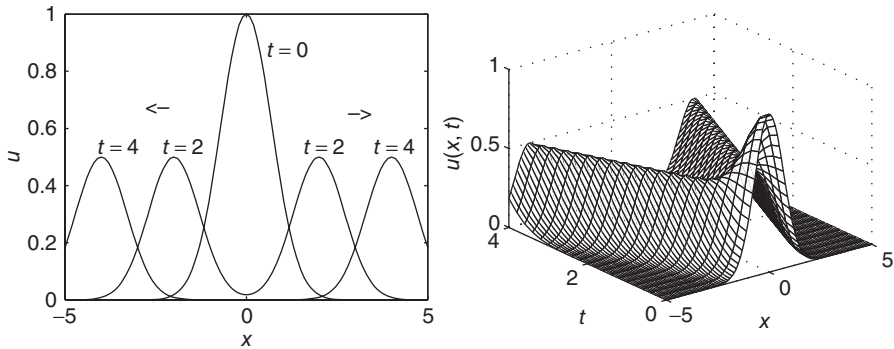 1
0.8
0.6
0.4
0.2
0
u
t = 0
<–
–>
t = 4
t = 2
t = 2
t = 4
–5
0
5
x
1
0.5
0
u(x, t)
4
2
0
t
–5
0
5
x